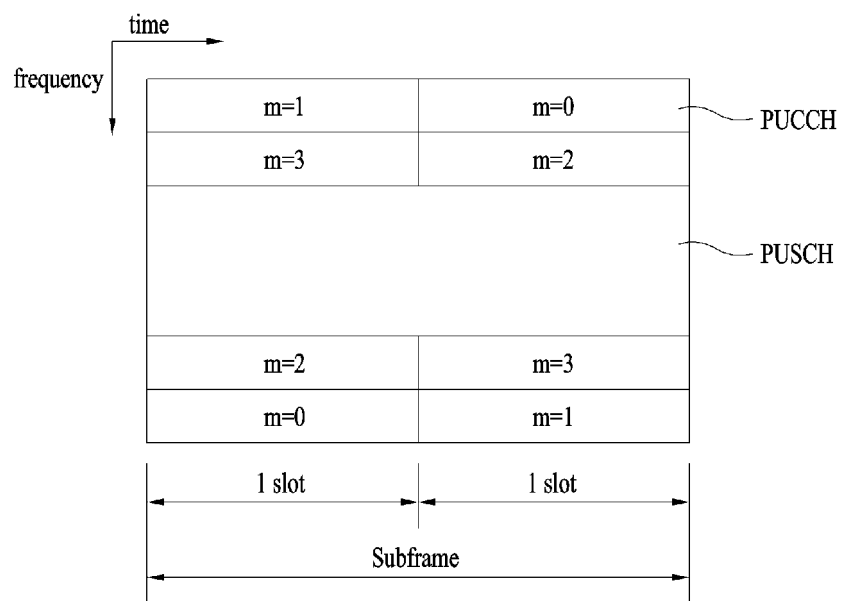 time
frequency
m=1 m=0
PUCCH
m=3 m=2
PUSCH
m=2 m=3
m=0 m=1
1 slot 1 slot
Subframe